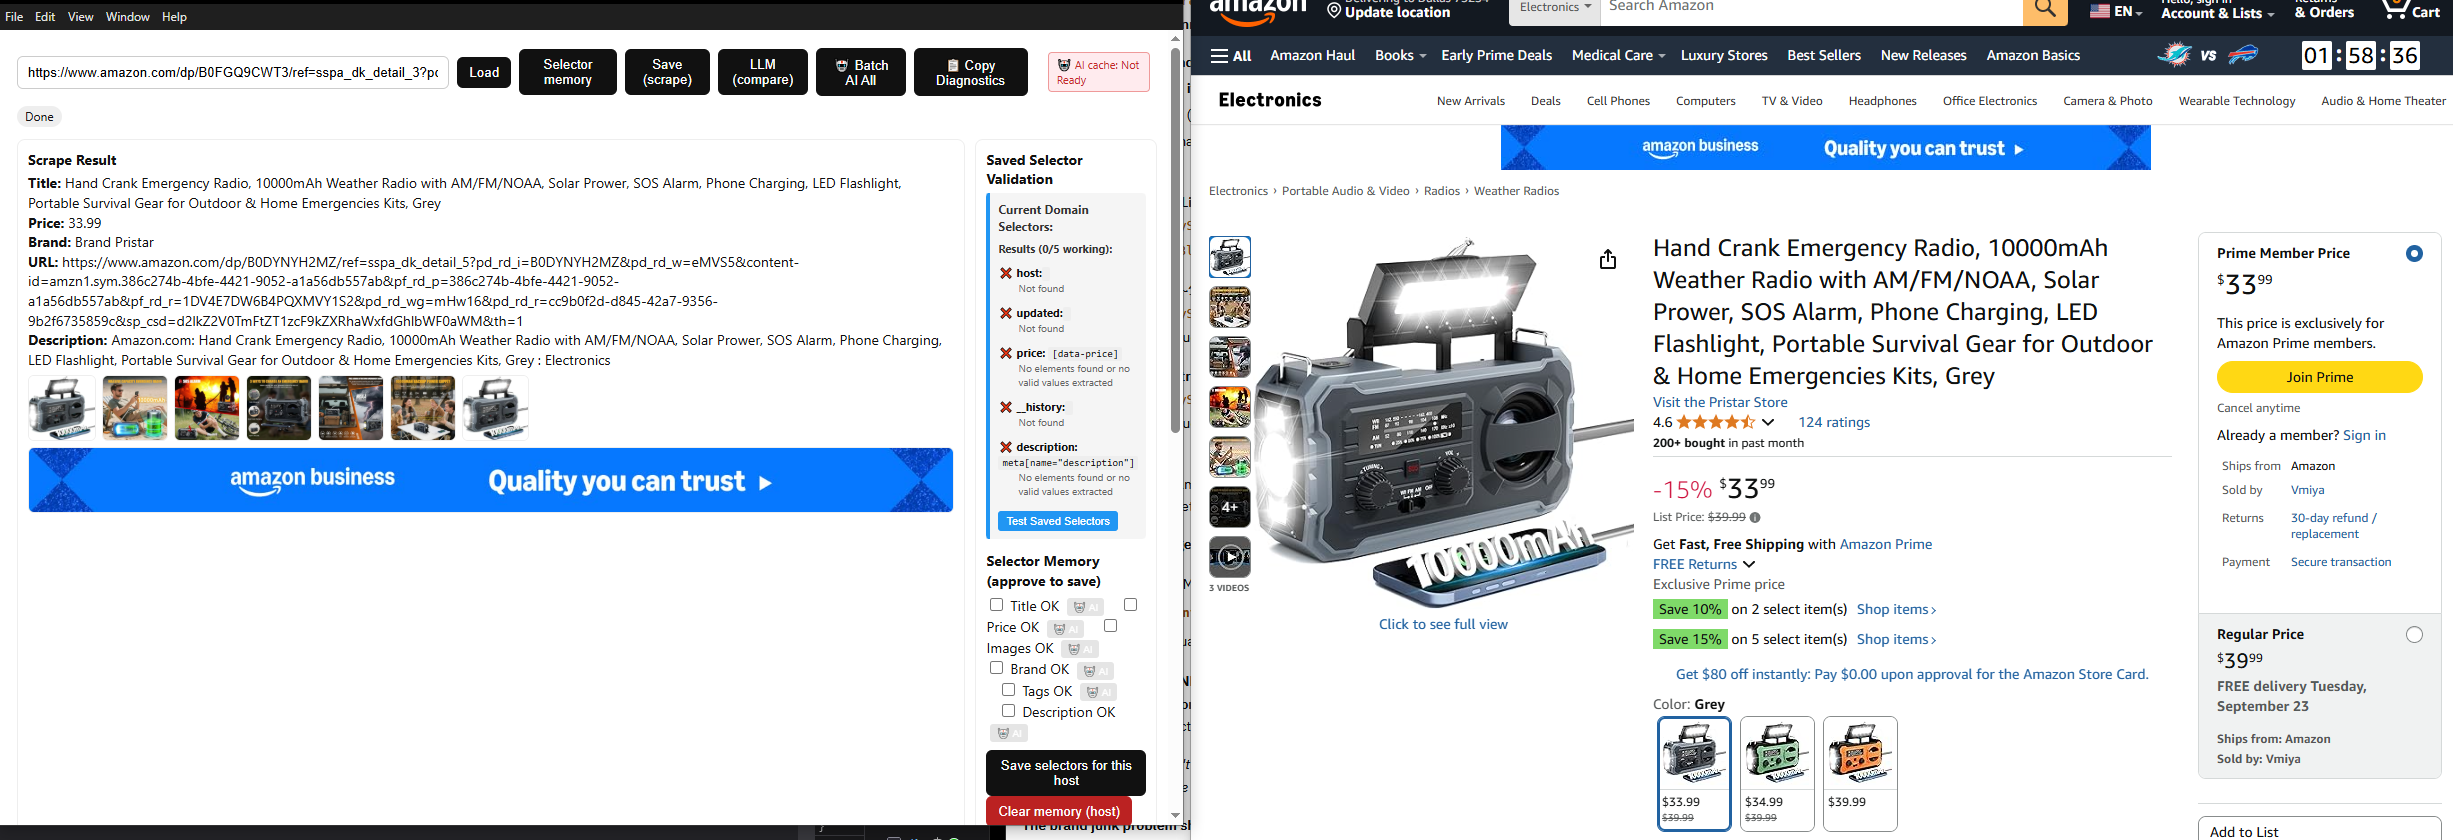 File Edit View Window Help
https://www.amazon.com/dp/B0FGQ9CWT3/ref=sspa_dk_detail_3?pc
Load
Selector memory
Save (scrape)
LLM (compare)
Batch AI All
Copy Diagnostics
AI cache: Not Ready
Done
Scrape Result
Title: Hand Crank Emergency Radio, 10000mAh Weather Radio with AM/FM/NOAA, Solar Prower, SOS Alarm, Phone Charging, LED Flashlight,
Portable Survival Gear for Outdoor & Home Emergencies Kits, Grey
Price: 33.99
Brand: Brand Pristar
URL: https://www.amazon.com/dp/B0DYNYH2MZ/ref=sspa_dk_detail_5?pd_rd_i=B0DYNYH2MZ&pd_rd_w=eMVS5&content-
id=amzn1.sym.386c274b-4bfe-4421-9052-a1a56db557ab&pf_rd_p=386c274b-4bfe-4421-9052-
a1a56db557ab&pf_rd_r=1DV4E7DW6B4PQXMVY1S2&pd_rd_wg=mHw16&pd_rd_r=cc9b0f2d-d845-42a7-9356-
9b2f6735859c&sp_csd=d2lkZ2V0TmFtZT1zcF9kZXRhaWxfdGhlbWF0aWM&th=1
Description: Amazon.com: Hand Crank Emergency Radio, 10000mAh Weather Radio with AM/FM/NOAA, Solar Prower, SOS Alarm, Phone Charging,
LED Flashlight, Portable Survival Gear for Outdoor & Home Emergencies Kits, Grey : Electronics
amazon business Quality you can trust
Saved Selector
Validation
Current Domain
Selectors:
Results (0/5 working):
host:
Not found
updated:
Not found
price: [data-price]
No elements found or no
valid values extracted
__history:
Not found
description:
meta[name="description"]
No elements found or no
valid values extracted
Test Saved Selectors
Selector Memory
(approve to save)
Title OK AI
Price OK AI
Images OK AI
Brand OK AI
Tags OK AI
Description OK
AI
Save selectors for this
host
Clear memory (host)
amazon
Update location
Electronics
Search Amazon
EN
Account & Lists
& Orders
Cart
All Amazon Haul Books Early Prime Deals Medical Care Luxury Stores Best Sellers New Releases Amazon Basics
VS 01 : 58 : 36
Electronics New Arrivals Deals Cell Phones Computers TV & Video Headphones Office Electronics Camera & Photo Wearable Technology Audio & Home Theater
amazon business Quality you can trust
Electronics › Portable Audio & Video › Radios › Weather Radios
4+
3 VIDEOS
10000mAh
Click to see full view
Hand Crank Emergency Radio, 10000mAh
Weather Radio with AM/FM/NOAA, Solar
Prower, SOS Alarm, Phone Charging, LED
Flashlight, Portable Survival Gear for Outdoor
& Home Emergencies Kits, Grey
Visit the Pristar Store
4.6 124 ratings
200+ bought in past month
-15% $33 99
List Price: $39.99
Get Fast, Free Shipping with Amazon Prime
FREE Returns
Exclusive Prime price
Save 10% on 2 select item(s) Shop items ›
Save 15% on 5 select item(s) Shop items ›
Get $80 off instantly: Pay $0.00 upon approval for the Amazon Store Card.
Color: Grey
$33.99 $34.99 $39.99
$39.99 $39.99
Prime Member Price
$33 99
This price is exclusively for
Amazon Prime members.
Join Prime
Cancel anytime
Already a member? Sign in
Ships from Amazon
Sold by Vmiya
Returns 30-day refund /
replacement
Payment Secure transaction
Regular Price
$39 99
FREE delivery Tuesday,
September 23
Ships from: Amazon
Sold by: Vmiya
Add to List